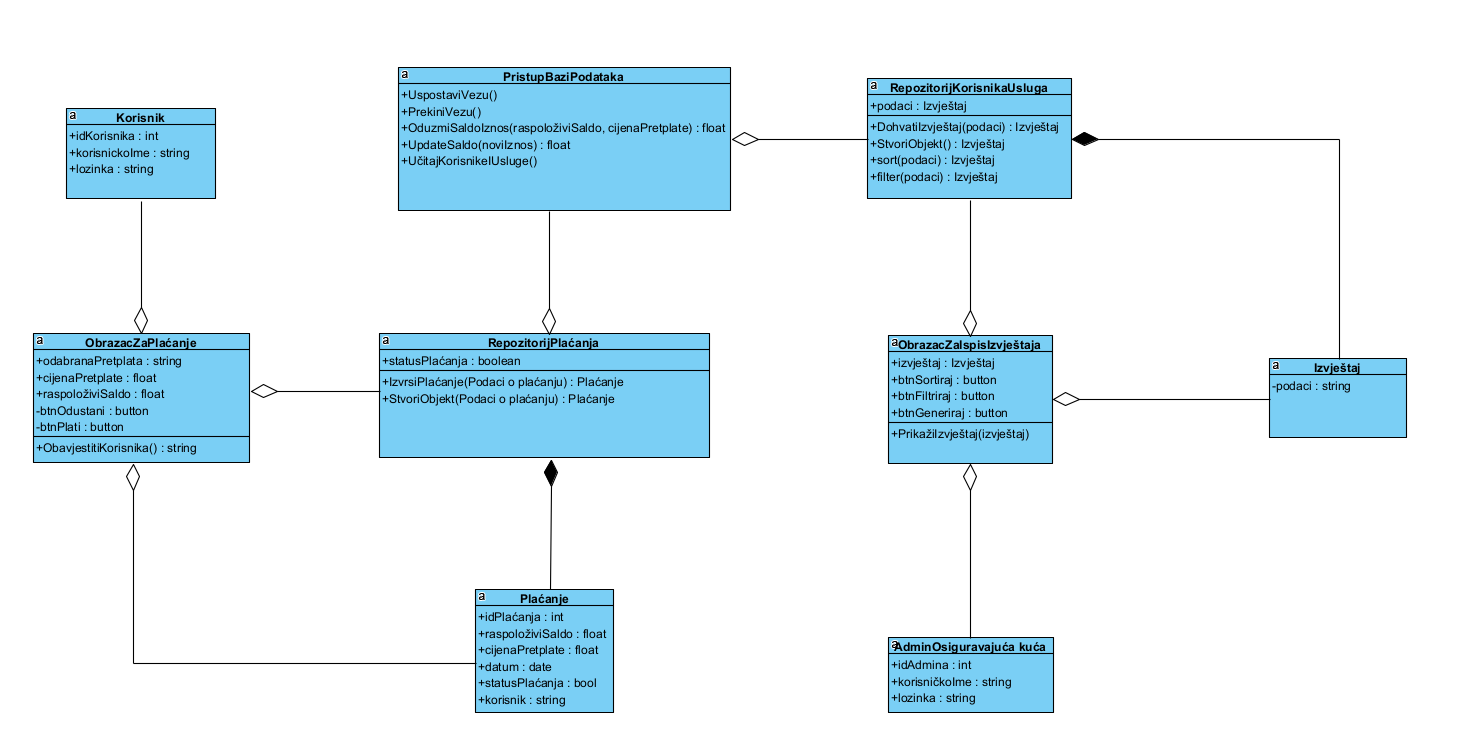 a
Korisnik
+idKorisnika : int
+korisnickoIme : string
+lozinka : string
a
PristupBaziPodataka
+UspostaviVezu()
+PrekiniVezu()
+OduzmiSaldoIznos(raspoloživiSaldo, cijenaPretplate) : float
+UpdateSaldo(noviIznos) : float
+UčitajKorisnikeIUsluge()
a
RepozitorijKorisnikaUsluga
+podaci : Izvještaj
+DohvatiIzvještaj(podaci) : Izvještaj
+StvoriObjekt() : Izvještaj
+sort(podaci) : Izvještaj
+filter(podaci) : Izvještaj
a
ObrazacZaPlaćanje
+odabranaPretplata : string
+cijenaPretplate : float
+raspoloživiSaldo : float
-btnOdustani : button
-btnPlati : button
+ObavjestitiKorisnika() : string
a
RepozitorijPlaćanja
+statusPlaćanja : boolean
+IzvrsiPlaćanje(Podaci o plaćanju) : Plaćanje
+StvoriObjekt(Podaci o plaćanju) : Plaćanje
a
ObrazacZaIspisIzvještaja
+izvještaj : Izvještaj
+btnSortiraj : button
+btnFiltriraj : button
+btnGeneriraj : button
+PrikažiIzvještaj(izvještaj)
a
Izvještaj
-podaci : string
a
Plaćanje
+idPlaćanja : int
+raspoloživiSaldo : float
+cijenaPretplate : float
+datum : date
+statusPlaćanja : bool
+korisnik : string
a
AdminOsiguravajuća kuća
+idAdmina : int
+korisničkoIme : string
+lozinka : string